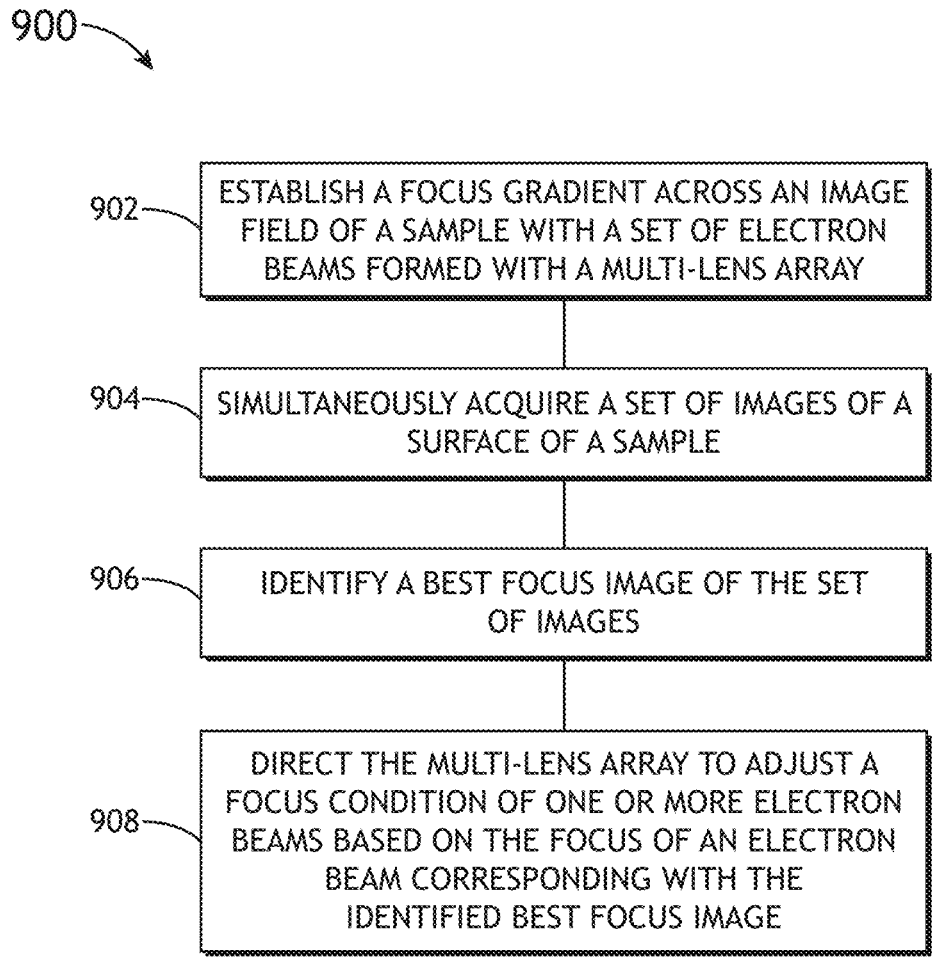 900
902
ESTABLISH A FOCUS GRADIENT ACROSS AN IMAGE
FIELD OF A SAMPLE WITH A SET OF ELECTRON
BEAMS FORMED WITH A MULTI-LENS ARRAY
904
SIMULTANEOUSLY ACQUIRE A SET OF IMAGES OF A
SURFACE OF A SAMPLE
906
IDENTIFY A BEST FOCUS IMAGE OF THE SET
OF IMAGES
908
DIRECT THE MULTI-LENS ARRAY TO ADJUST A
FOCUS CONDITION OF ONE OR MORE ELECTRON
BEAMS BASED ON THE FOCUS OF AN ELECTRON
BEAM CORRESPONDING WITH THE
IDENTIFIED BEST FOCUS IMAGE